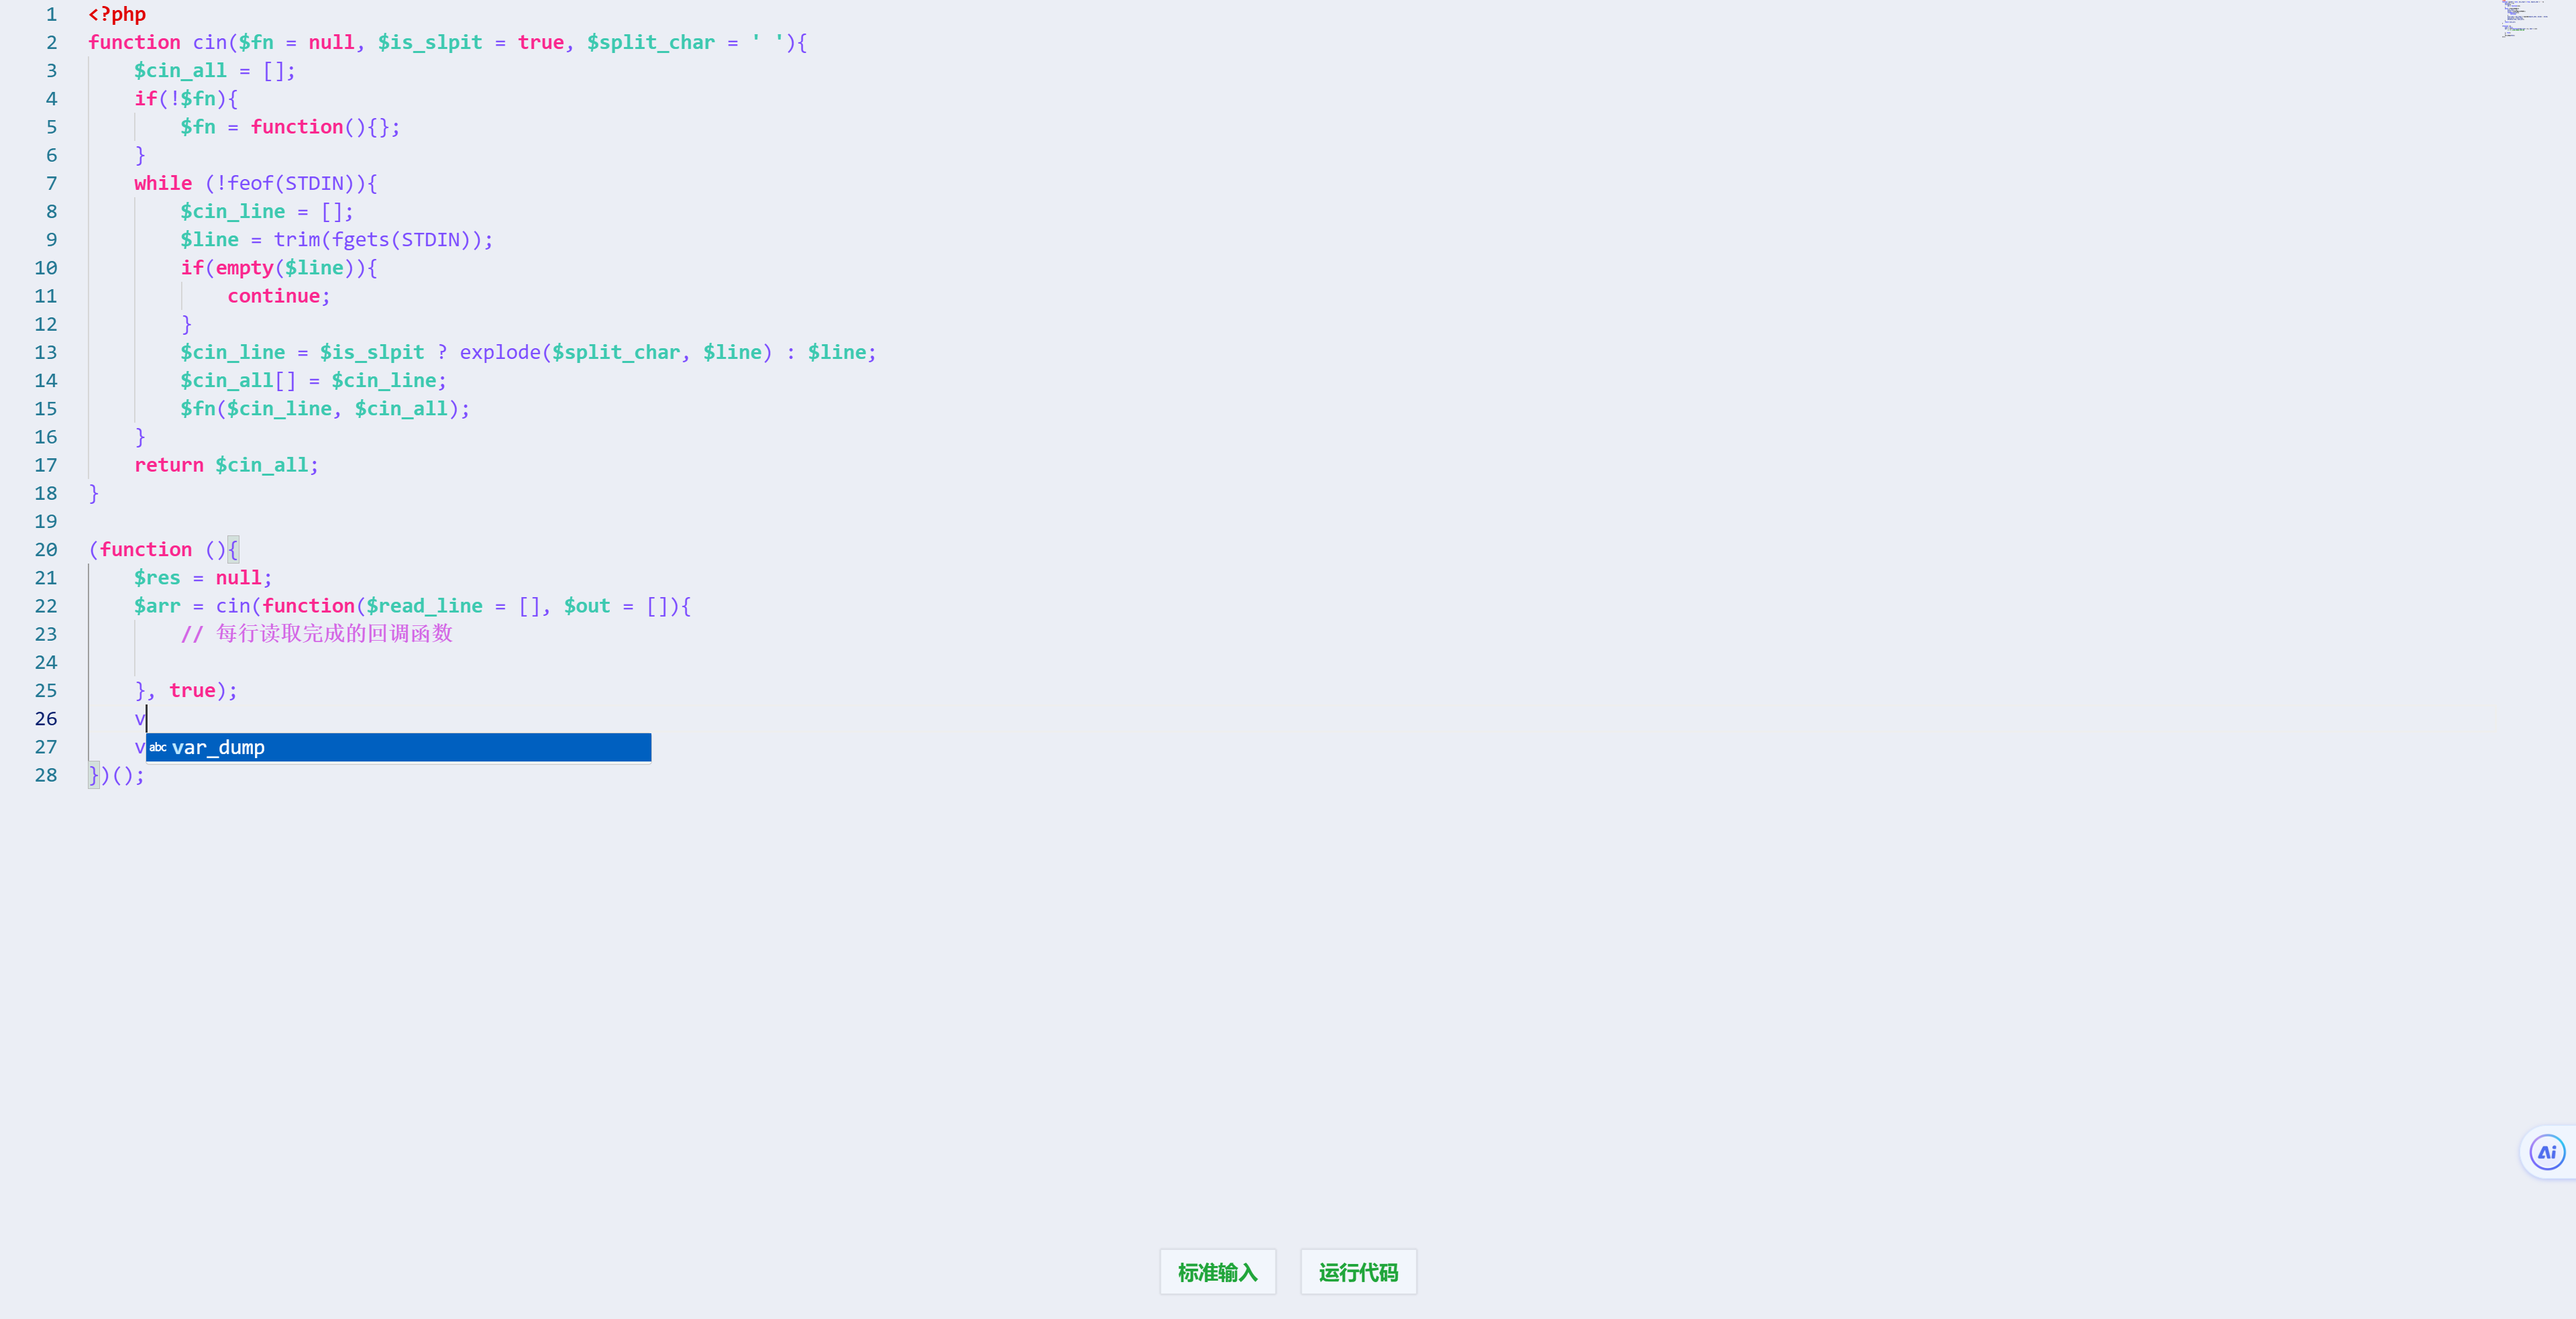 1 <?php
2 function cin($fn = null, $is_slpit = true, $split_char = ' '){
3     $cin_all = [];
4     if(!$fn){
5         $fn = function(){};
6     }
7     while (!feof(STDIN)){
8         $cin_line = [];
9         $line = trim(fgets(STDIN));
10         if(empty($line)){
11             continue;
12         }
13         $cin_line = $is_slpit ? explode($split_char, $line) : $line;
14         $cin_all[] = $cin_line;
15         $fn($cin_line, $cin_all);
16     }
17     return $cin_all;
18 }
19
20 (function (){
21     $res = null;
22     $arr = cin(function($read_line = [], $out = []){
23         // 每行读取完成的回调函数
24
25     }, true);
26     v
27     v
abc var_dump
28 })();
Ai
标准输入
运行代码